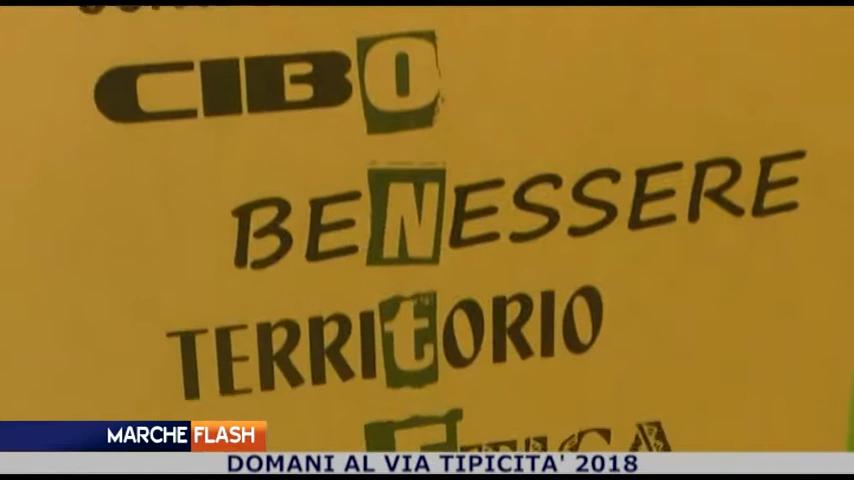 CIBO
BENESSERE
TERRITORIO
MARCHE FLASH
DOMANI AL VIA TIPICITA' 2018